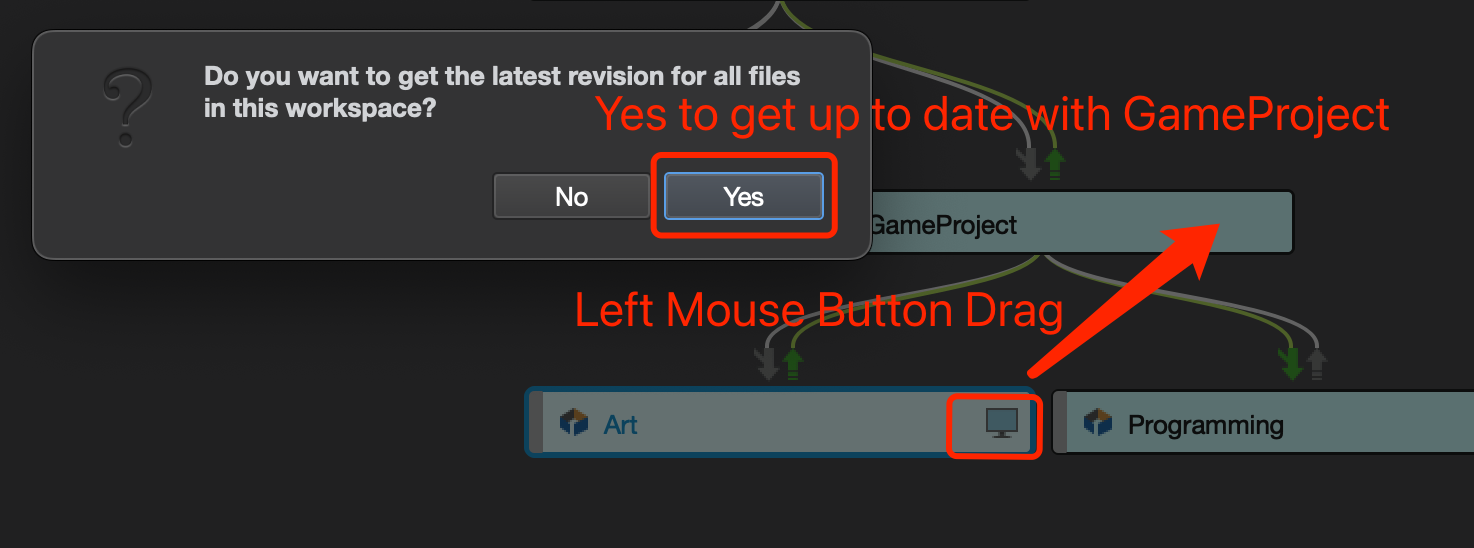 Do you want to get the latest revision for all files
in this workspace?
Yes to get up to date with GameProject
No
Yes
GameProject
Left Mouse Button Drag
Art
Programming